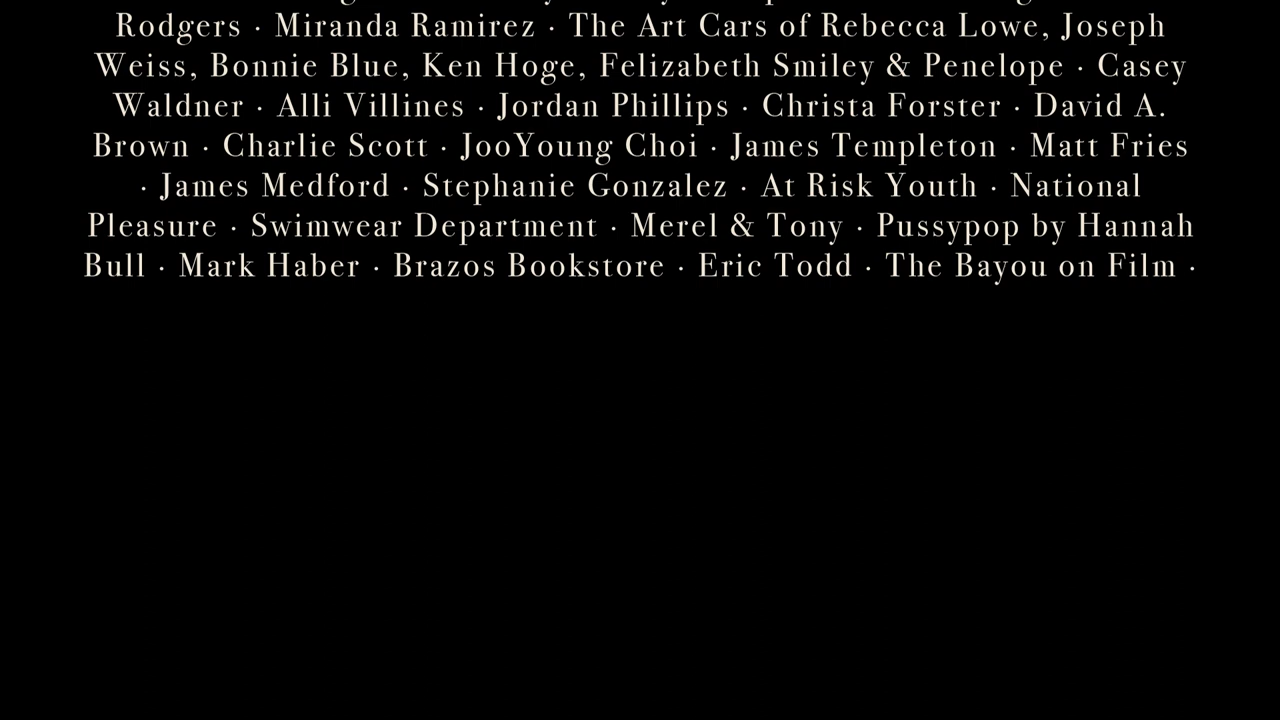 Rodgers · Miranda Ramirez · The Art Cars of Rebecca Lowe, Joseph
Weiss, Bonnie Blue, Ken Hoge, Felizabeth Smiley & Penelope · Casey
Waldner · Alli Villines · Jordan Phillips · Christa Forster · David A.
Brown · Charlie Scott · JooYoung Choi · James Templeton · Matt Fries
· James Medford · Stephanie Gonzalez · At Risk Youth · National
Pleasure · Swimwear Department · Merel & Tony · Pussypop by Hannah
Bull · Mark Haber · Brazos Bookstore · Eric Todd · The Bayou on Film ·